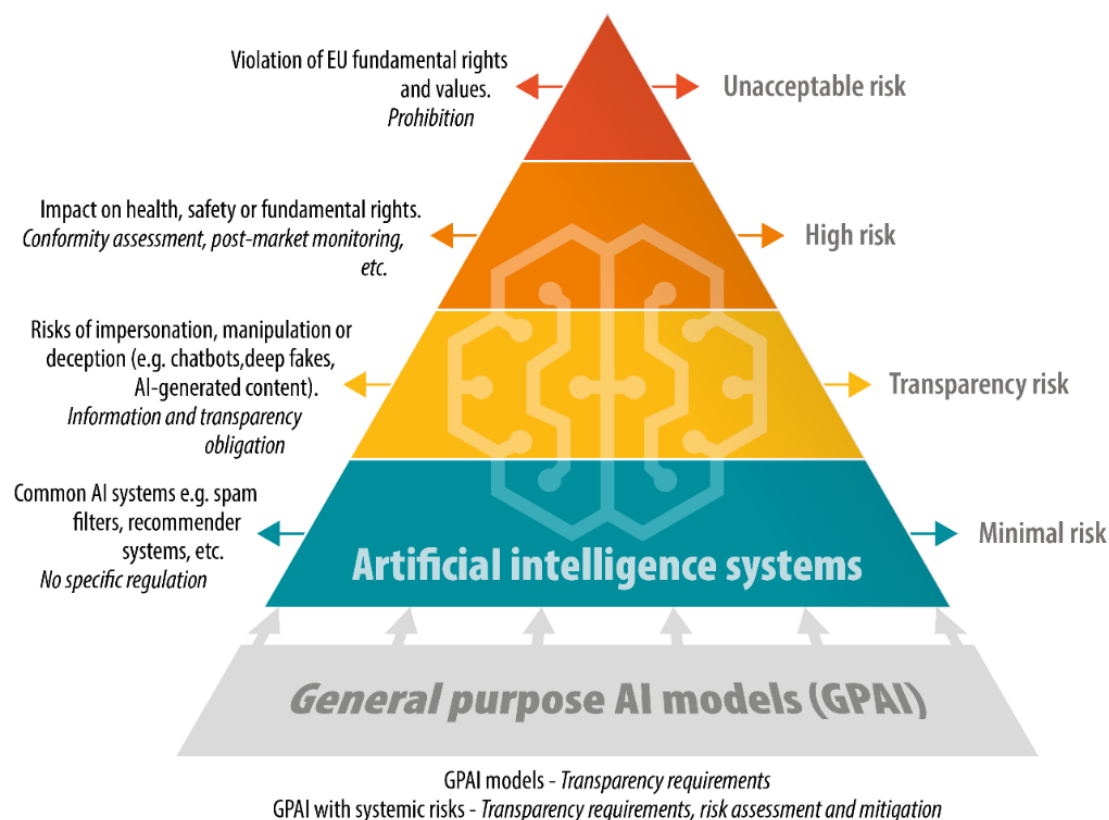 Violation of EU fundamental rights
and values.
Prohibition
Unacceptable risk
Impact on health, safety or fundamental rights.
Conformity assessment, post-market monitoring,
etc.
High risk
Risks of impersonation, manipulation or
deception (e.g. chatbots,deep fakes,
AI-generated content).
Information and transparency
obligation
Transparency risk
Common AI systems e.g. spam
filters, recommender
systems, etc.
No specific regulation
Minimal risk
Artificial intelligence systems
General purpose AI models (GPAI)
GPAI models - Transparency requirements
GPAI with systemic risks - Transparency requirements, risk assessment and mitigation